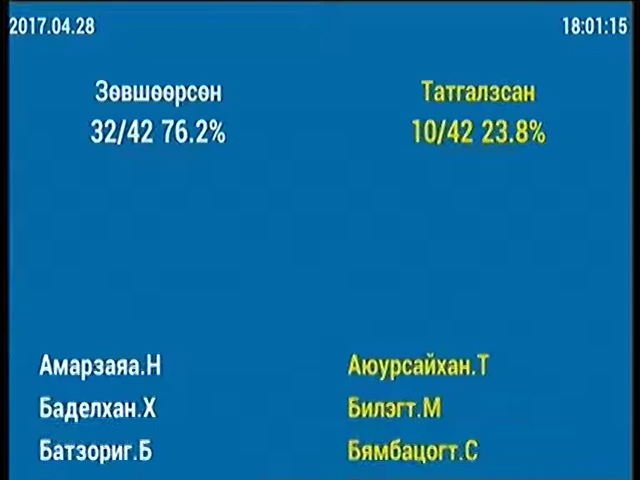 2017.04.28 18:01:15
Зөвшөөрсөн Татгалзсан
32/42 76.2% 10/42 23.8%
Амарзаяа.Н Аюурсайхан.Т
Баделхан.Х Билэгт.М
Батзориг.Б Бямбацогт.С